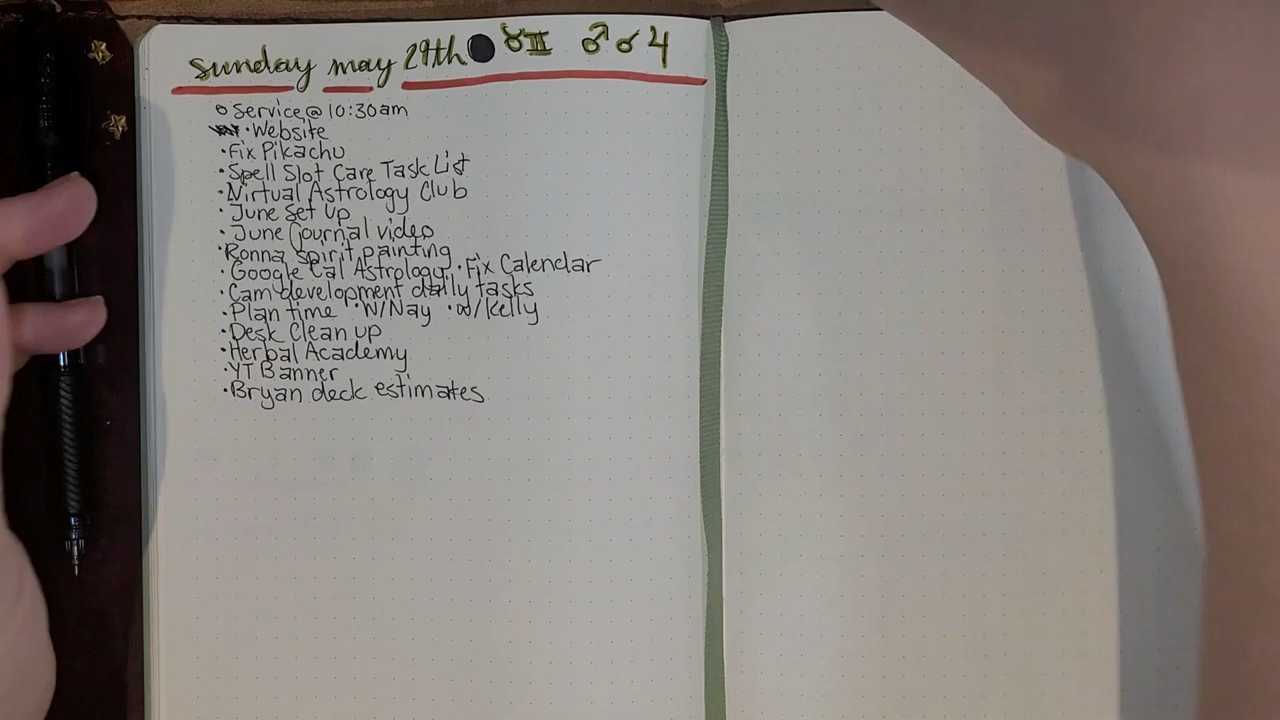 Sunday may 29th ♉♊ ♂☌♃
Service @ 10:30am
· Website
· Fix Pikachu
· Spell Slot Care Task List
· Virtual Astrology Club
· June Set Up
· June journal video
· Ronna spirit painting
· Google Cal Astrology · Fix Calendar
· Cam development daily tasks
· Plan time · W/Nay · w/Kelly
· Desk Clean up
· Herbal Academy
· YT Banner
· Bryan deck estimates